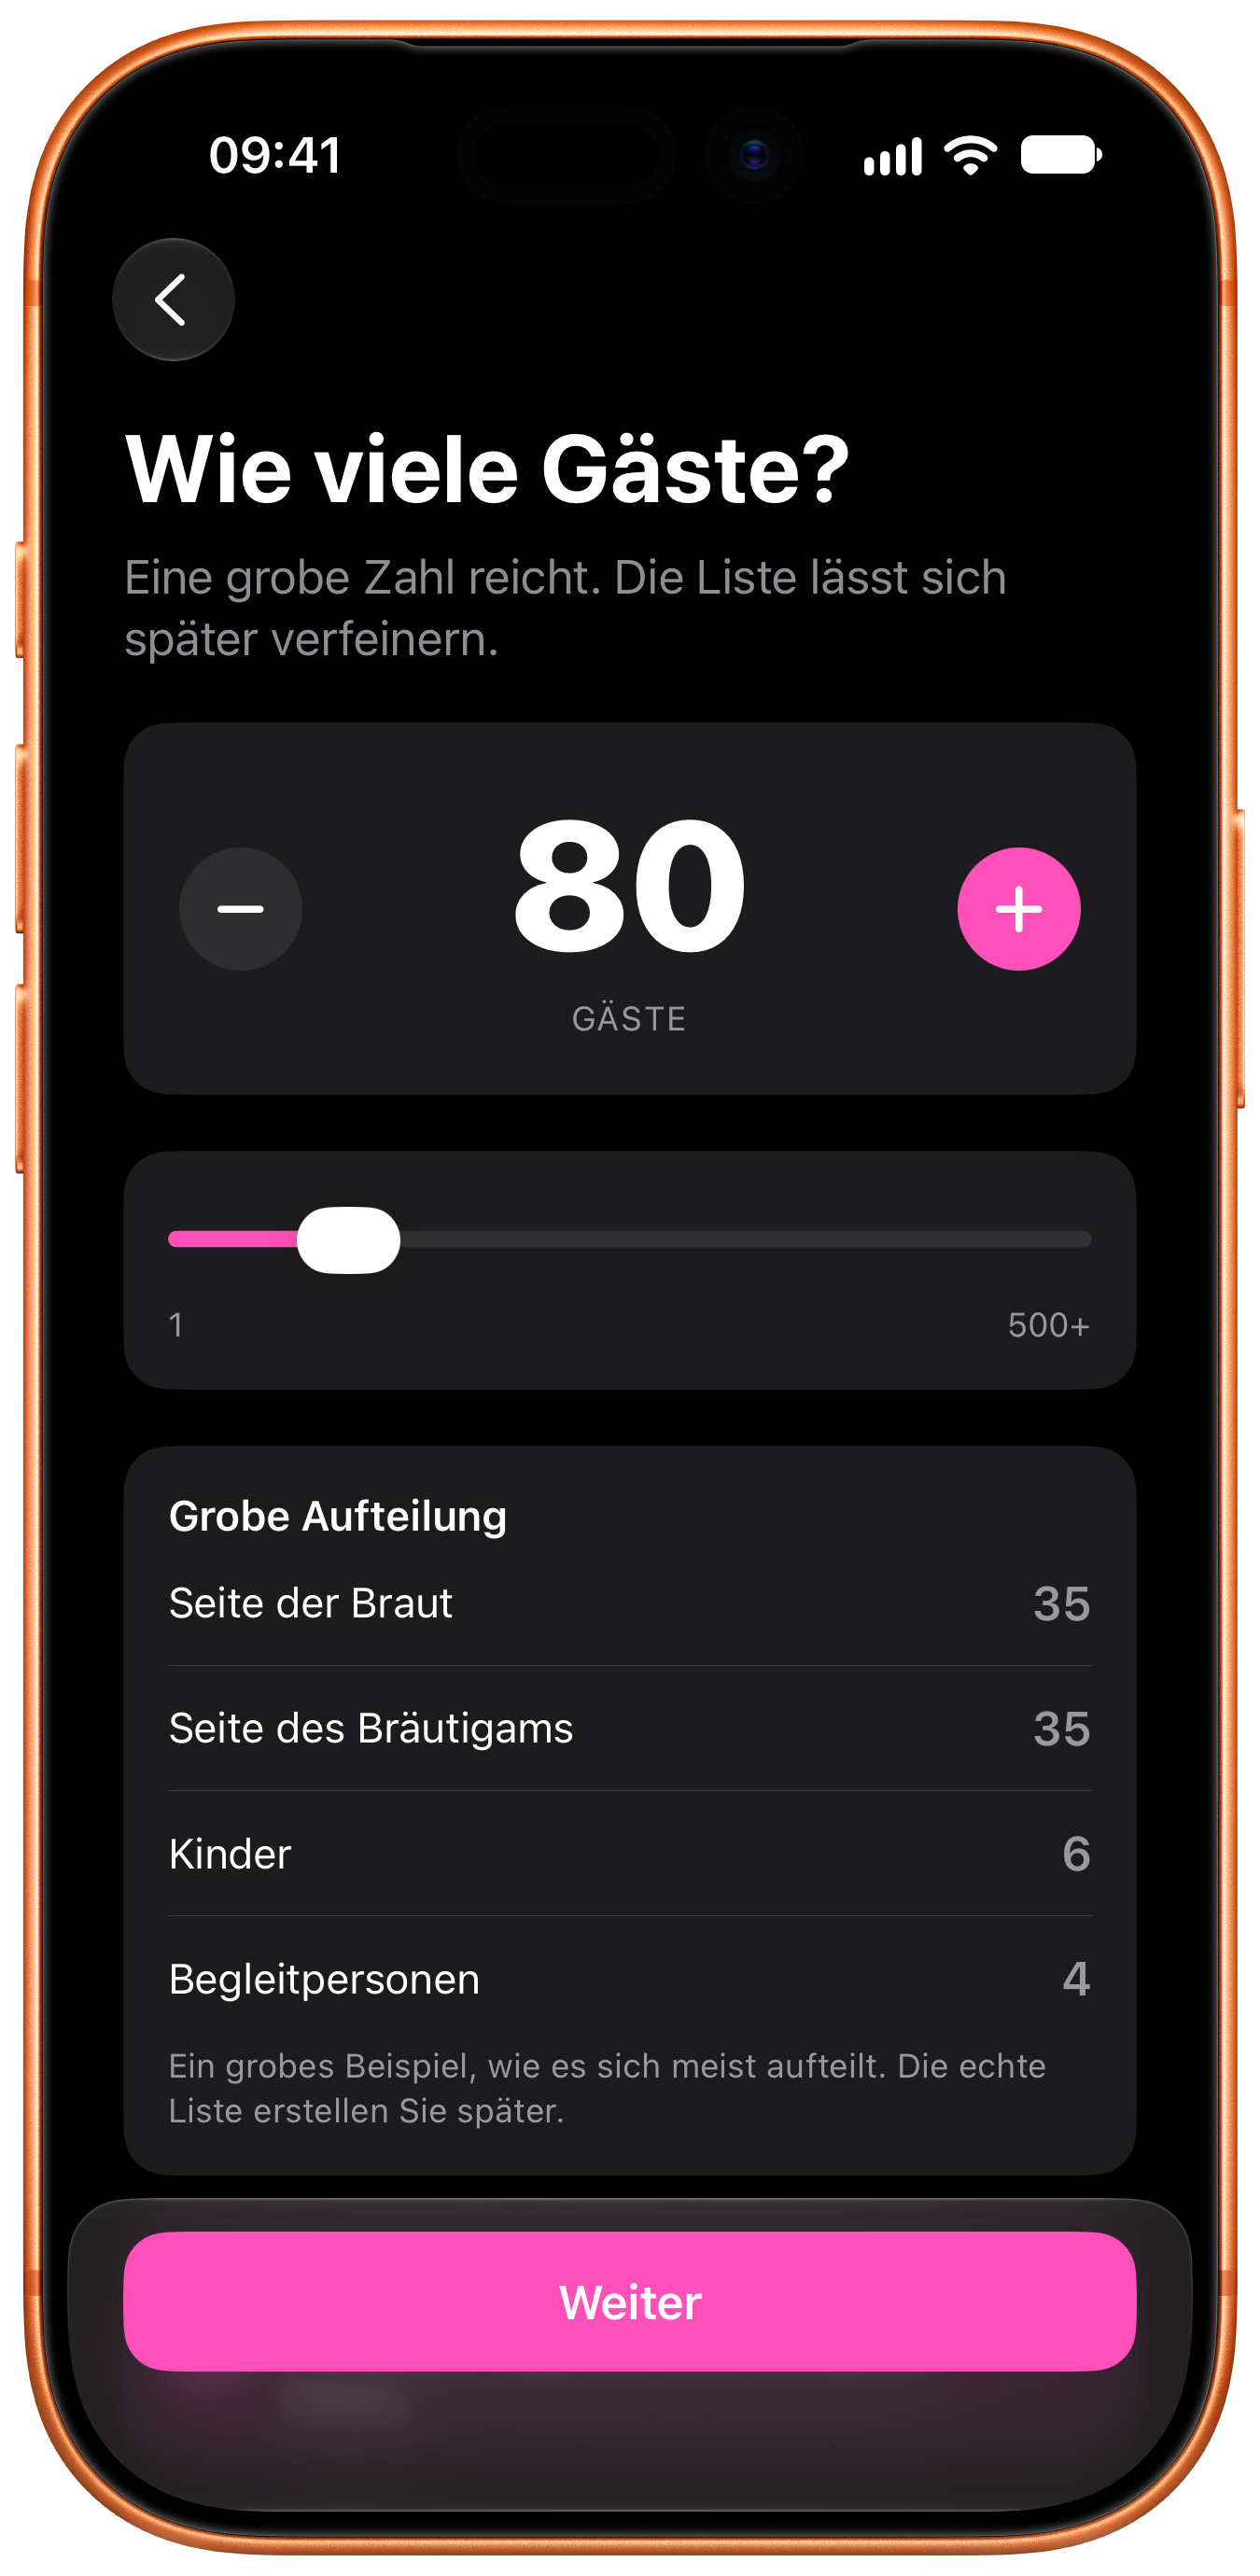 09:41
Wie viele Gäste?
Eine grobe Zahl reicht. Die Liste lässt sich
später verfeinern.
80
GÄSTE
1
500+
Grobe Aufteilung
Seite der Braut
35
Seite des Bräutigams
35
Kinder
6
Begleitpersonen
4
Ein grobes Beispiel, wie es sich meist aufteilt. Die echte
Liste erstellen Sie später.
Weiter